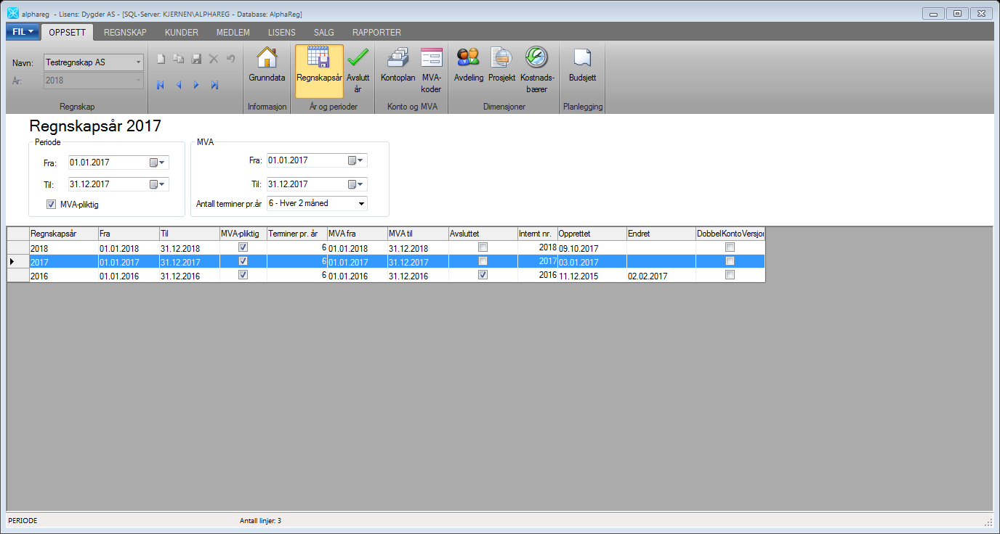 alphareg - Lisens: Dygder AS - [SQL-Server: KJERNEN\ALPHAREG - Database: AlphaReg]
FIL OPPSETT REGNSKAP KUNDER MEDLEM LISENS SALG RAPPORTER
Navn: Testregnskap AS
År: 2018
Grunndata Regnskapsår Avslutt år Kontoplan MVA-koder Avdeling Prosjekt Kostnads-bærer Budsjett
Regnskap Informasjon År og perioder Konto og MVA Dimensjoner Planlegging
Regnskapsår 2017
Periode MVA
Fra: 01.01.2017 Fra: 01.01.2017
Til: 31.12.2017 Til: 31.12.2017
MVA-pliktig Antall terminer pr.år 6 - Hver 2 måned
Regnskapsår Fra Til MVA-pliktig Terminer pr. år MVA fra MVA til Avsluttet Internt nr. Opprettet Endret DobbelKontoVersjon
2018 01.01.2018 31.12.2018 6 01.01.2018 31.12.2018 2018 09.10.2017
2017 01.01.2017 31.12.2017 6 01.01.2017 31.12.2017 2017 03.01.2017
2016 01.01.2016 31.12.2016 6 01.01.2016 31.12.2016 2016 11.12.2015 02.02.2017
PERIODE Antall linjer: 3